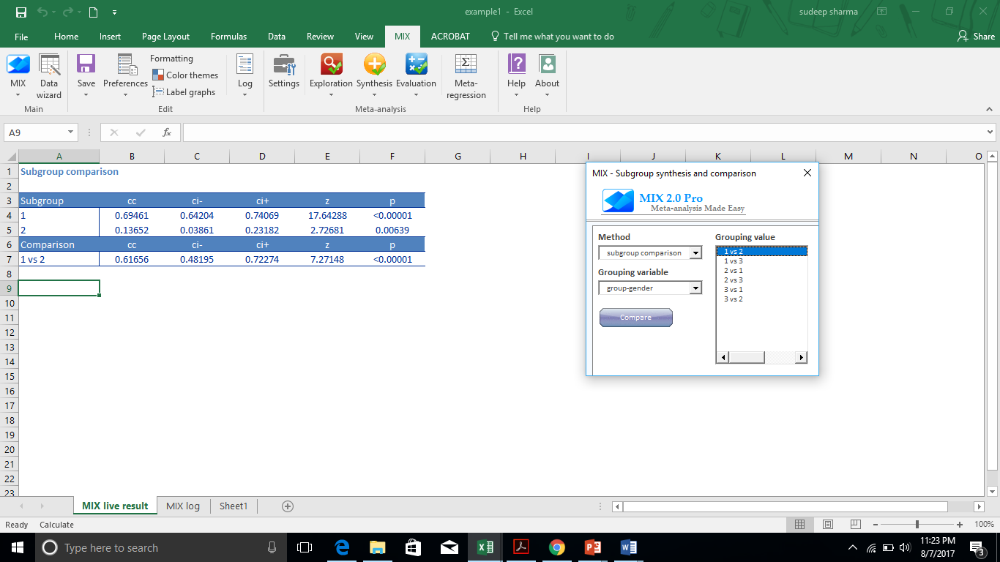 example1 - Excel
sudeep sharma
File Home Insert Page Layout Formulas Data Review View MIX ACROBAT Tell me what you want to do Share
MIX
Data wizard
Main
Save
Preferences
Formatting
Color themes
Label graphs
Log
Edit
Settings
Exploration
Synthesis
Evaluation
Meta-regression
Meta-analysis
Help
About
Help
A9
fx
A B C D E F G H I J K L M N O
1 Subgroup comparison
2
3 Subgroup cc ci- ci+ z p
4 1 0.69461 0.64204 0.74069 17.64288 <0.00001
5 2 0.13652 0.03861 0.23182 2.72681 0.00639
6 Comparison cc ci- ci+ z p
7 1 vs 2 0.61656 0.48195 0.72274 7.27148 <0.00001
8
9
10
11
12
13
14
15
16
17
18
19
20
21
22
23
MIX - Subgroup synthesis and comparison
MIX 2.0 Pro
Meta-analysis Made Easy
Method
subgroup comparison
Grouping variable
group-gender
Compare
Grouping value
1 vs 2
1 vs 3
2 vs 1
2 vs 3
3 vs 1
3 vs 2
MIX live result MIX log Sheet1
Ready Calculate
100%
Type here to search
11:23 PM
8/7/2017
3